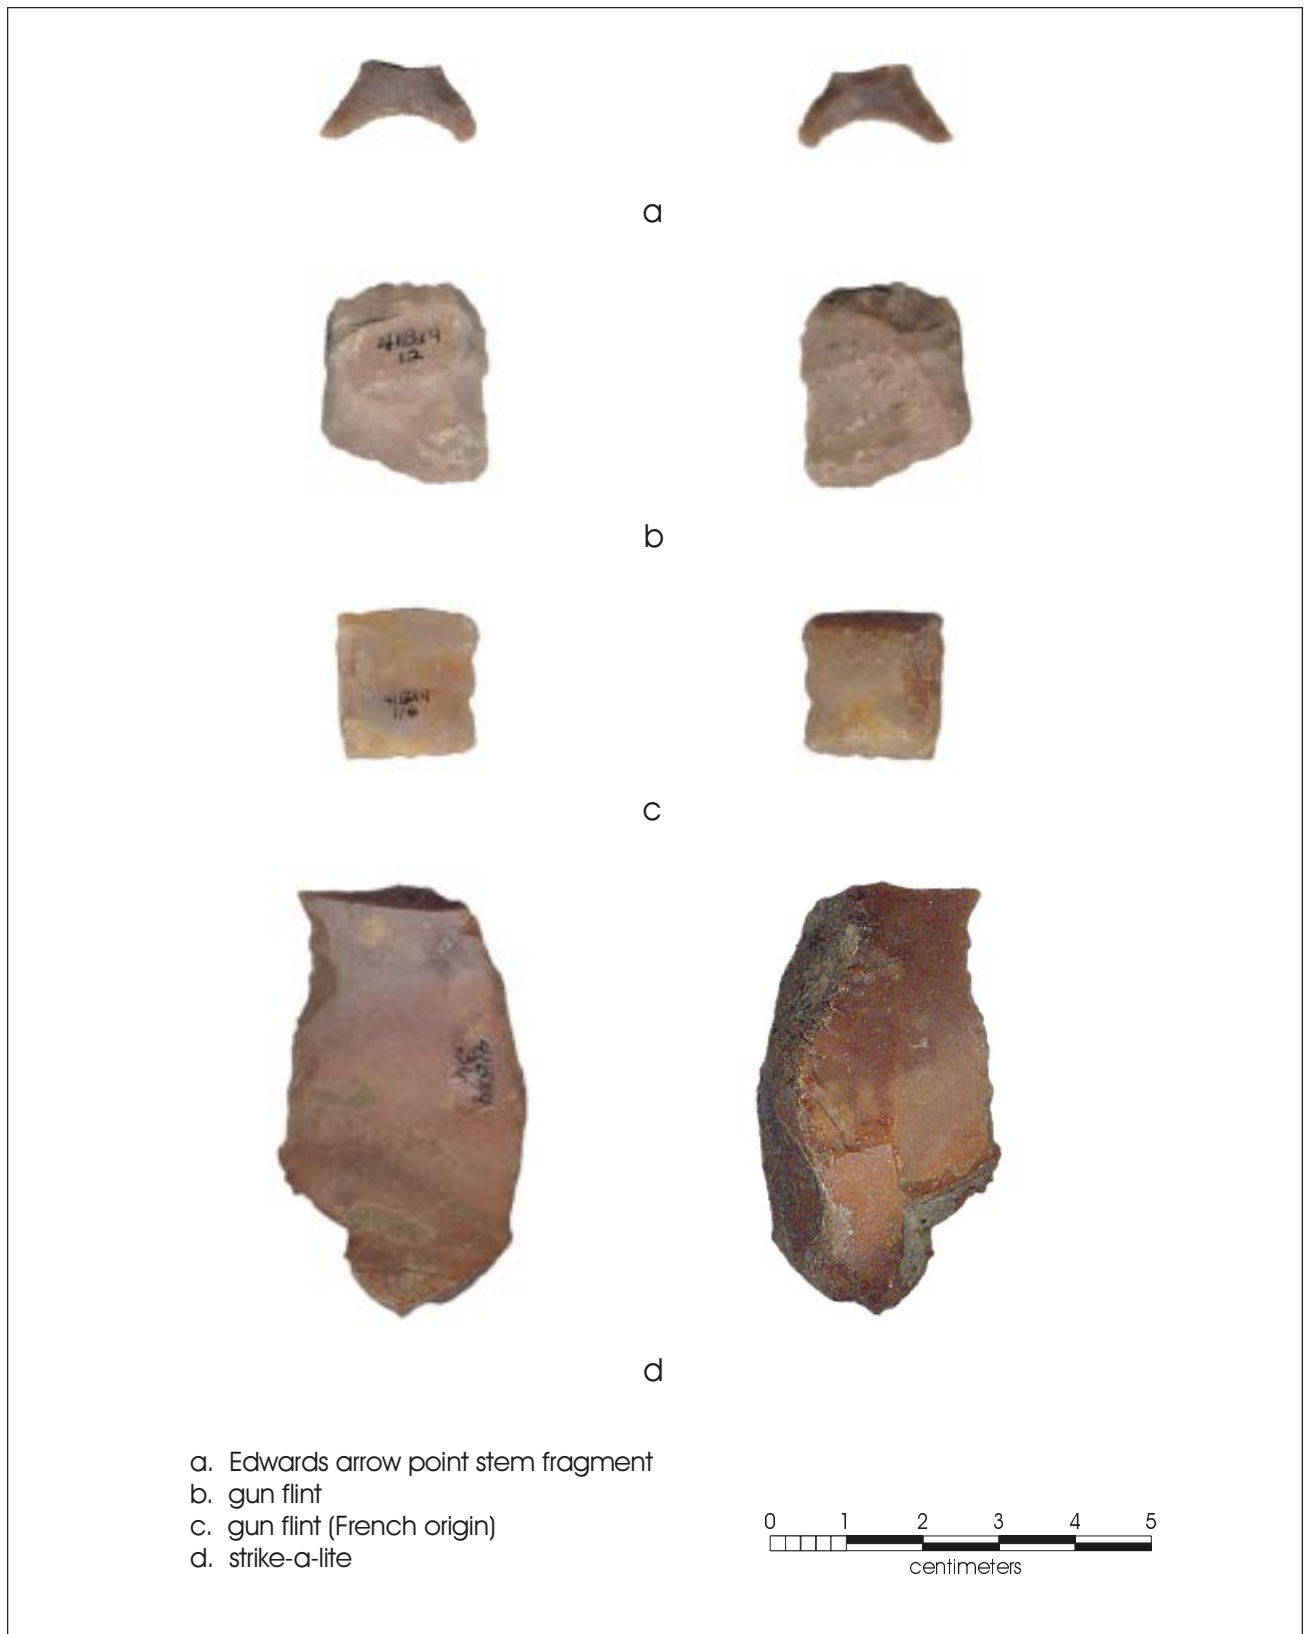 a
b
c
d
a. Edwards arrow point stem fragment
b. gun flint
c. gun flint (French origin)
d. strike-a-lite
0 1 2 3 4 5
centimeters